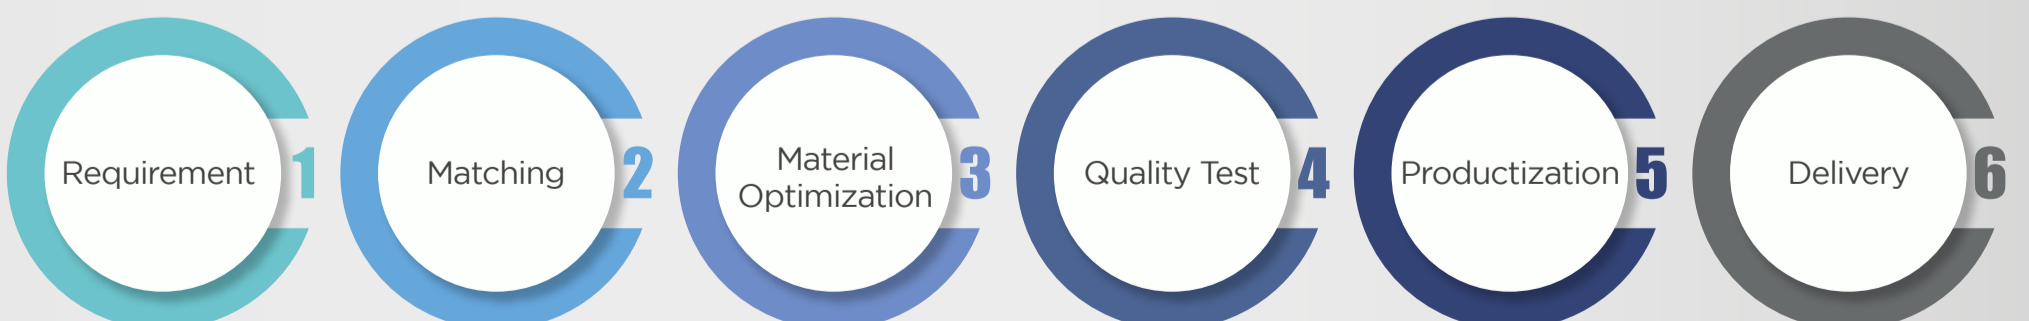 Requirement
1
Matching
2
Material
Optimization
3
Quality Test
4
Productization
5
Delivery
6